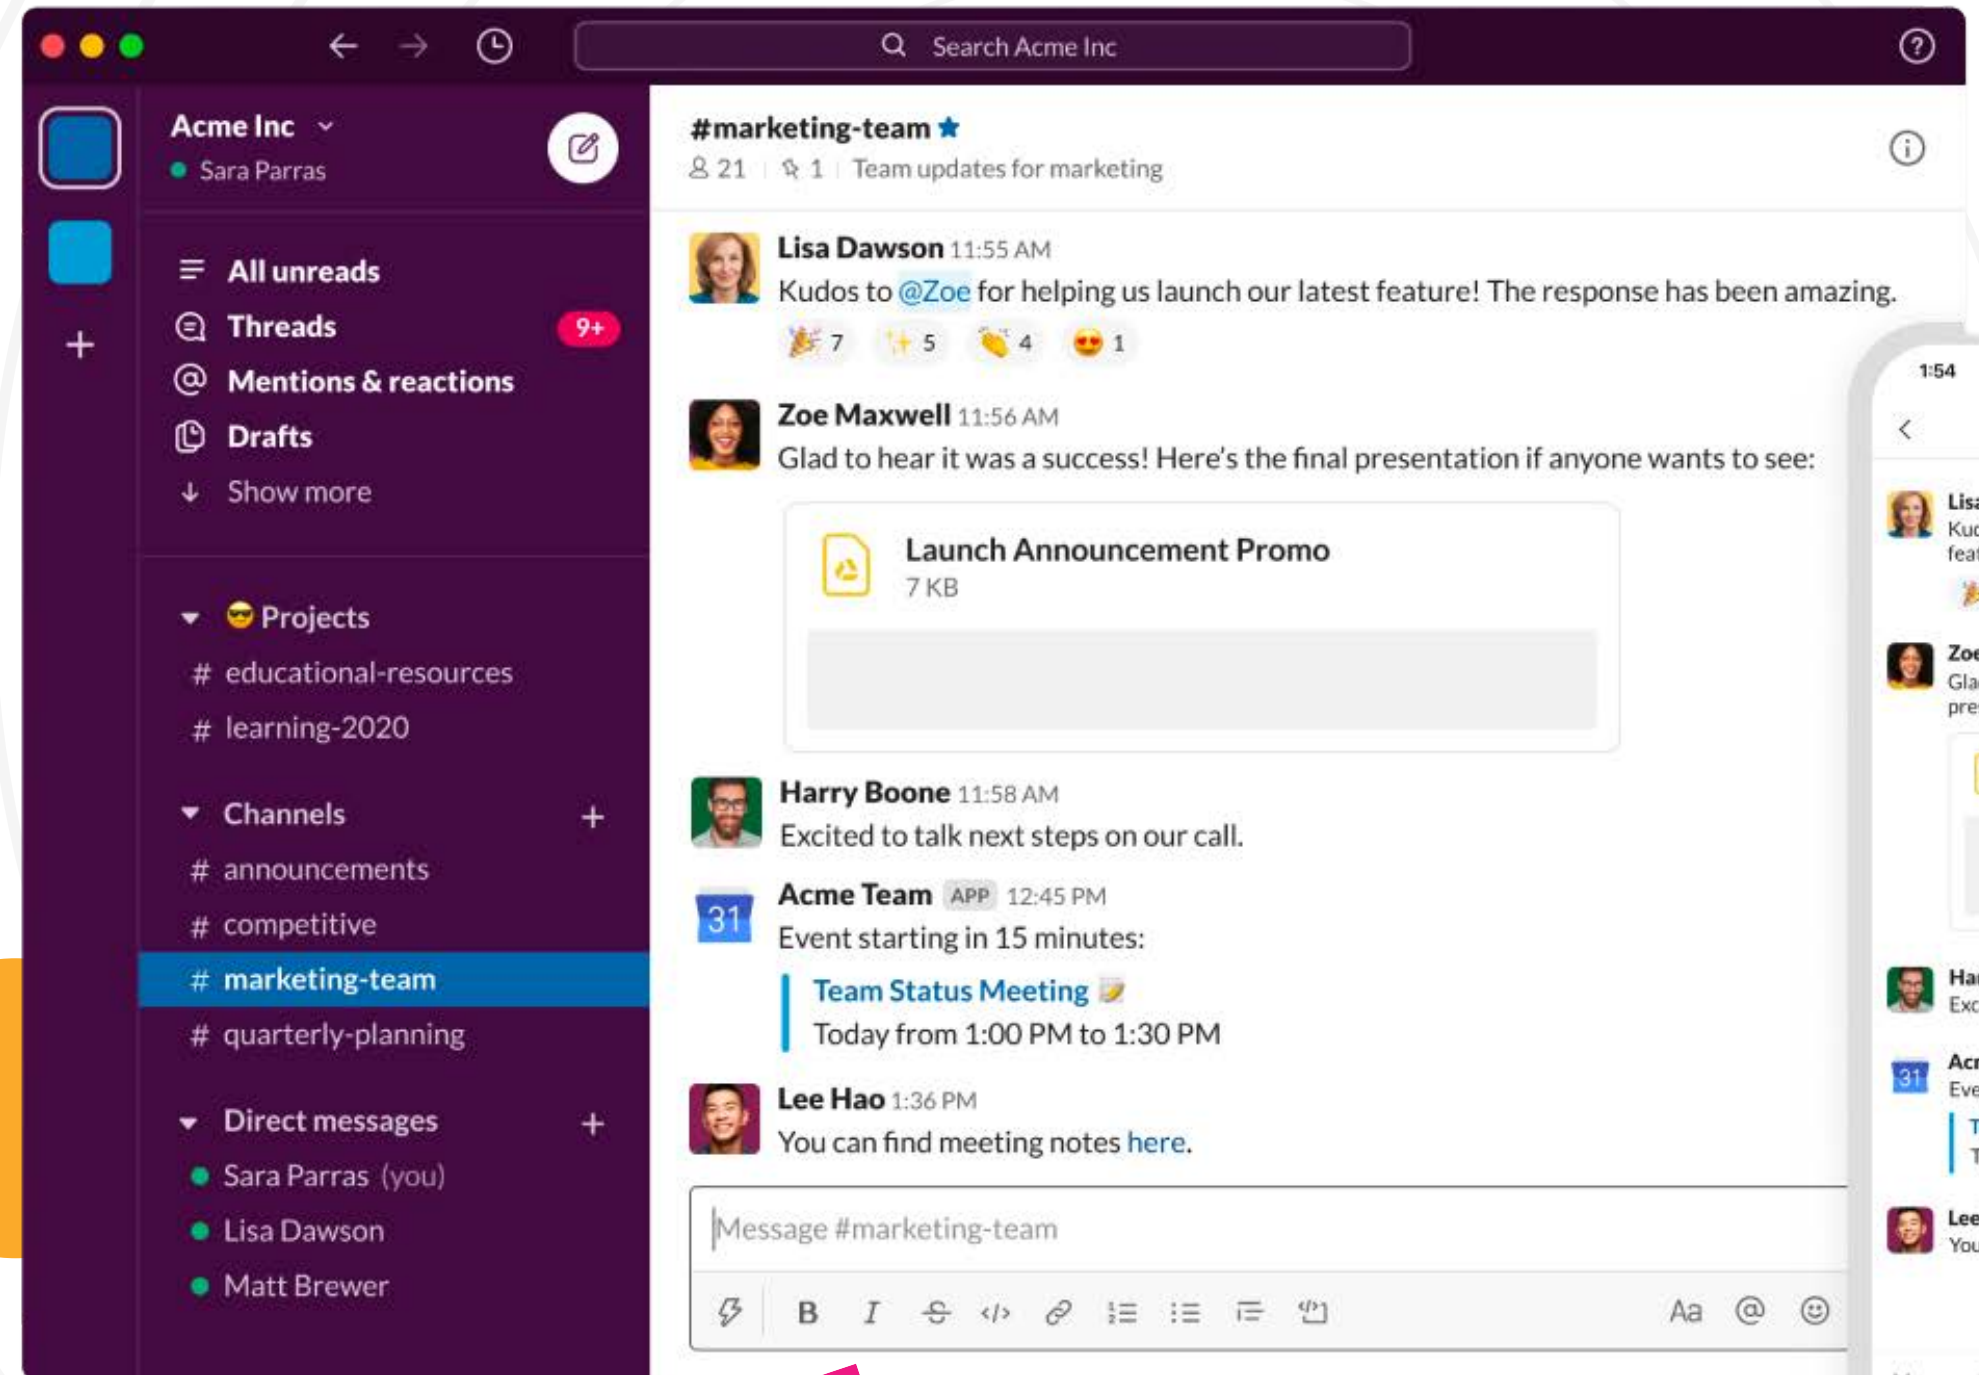 Search Acme Inc
Acme Inc
Sara Parras
All unreads
Threads 9+
Mentions & reactions
Drafts
Show more
Projects
# educational-resources
# learning-2020
Channels +
# announcements
# competitive
# marketing-team
# quarterly-planning
Direct messages +
Sara Parras (you)
Lisa Dawson
Matt Brewer
#marketing-team
21 | 1 | Team updates for marketing
Lisa Dawson 11:55 AM
Kudos to @Zoe for helping us launch our latest feature! The response has been amazing.
7 5 4 1
Zoe Maxwell 11:56 AM
Glad to hear it was a success! Here's the final presentation if anyone wants to see:
Launch Announcement Promo
7 KB
Harry Boone 11:58 AM
Excited to talk next steps on our call.
31
Acme Team APP 12:45 PM
Event starting in 15 minutes:
Team Status Meeting
Today from 1:00 PM to 1:30 PM
Lee Hao 1:36 PM
You can find meeting notes here.
Message #marketing-team
B I S </> Aa @
1:54
31
Lee
You